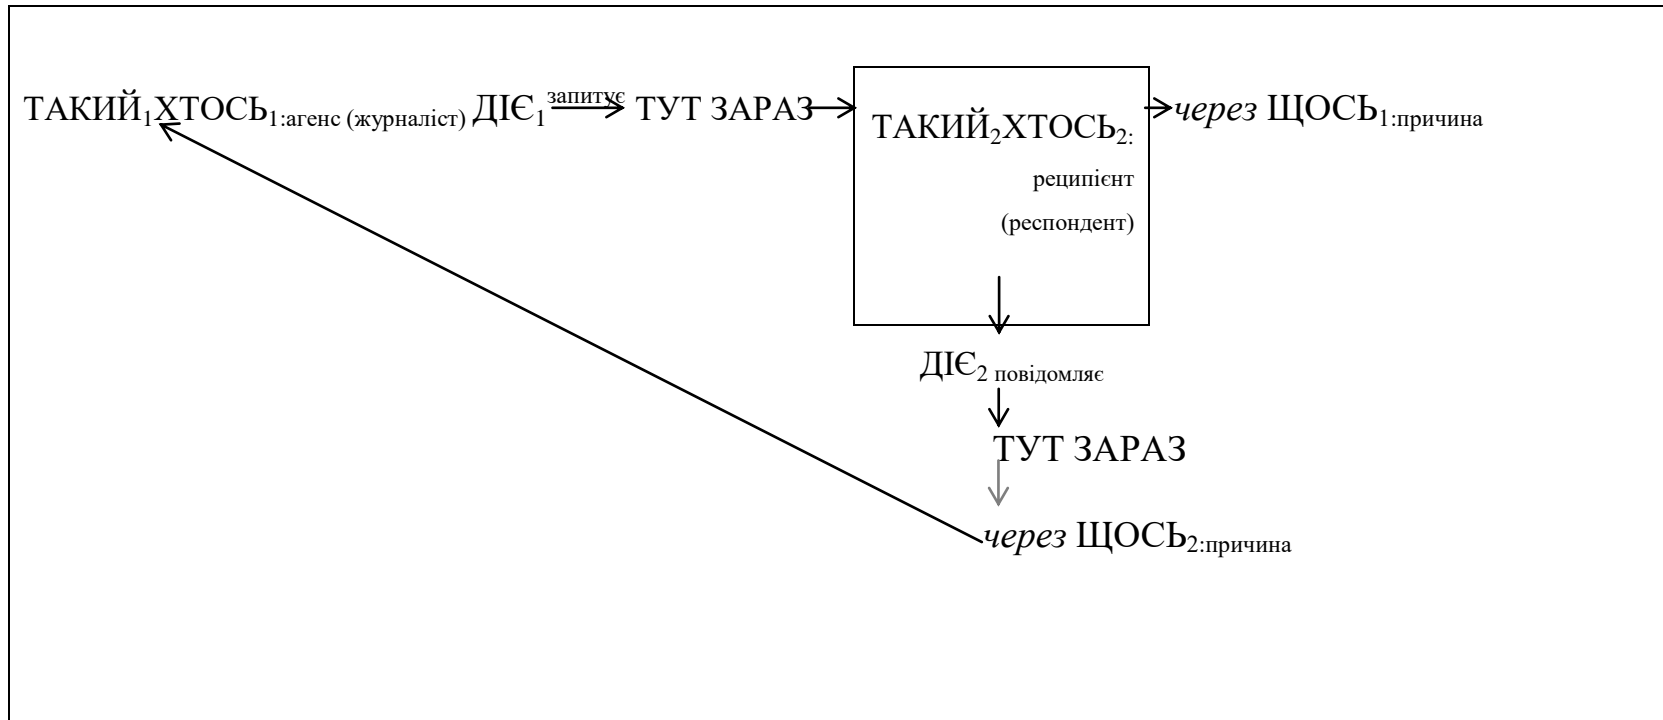 ТАКИЙ₁ХТОСЬ₁:агенс (журналіст) ДІЄ₁ запитує ТУТ ЗАРАЗ
ТАКИЙ₂ХТОСЬ₂:
реципієнт
(респондент)
через ЩОСЬ₁:причина
ДІЄ₂ повідомляє
ТУТ ЗАРАЗ
через ЩОСЬ₂:причина